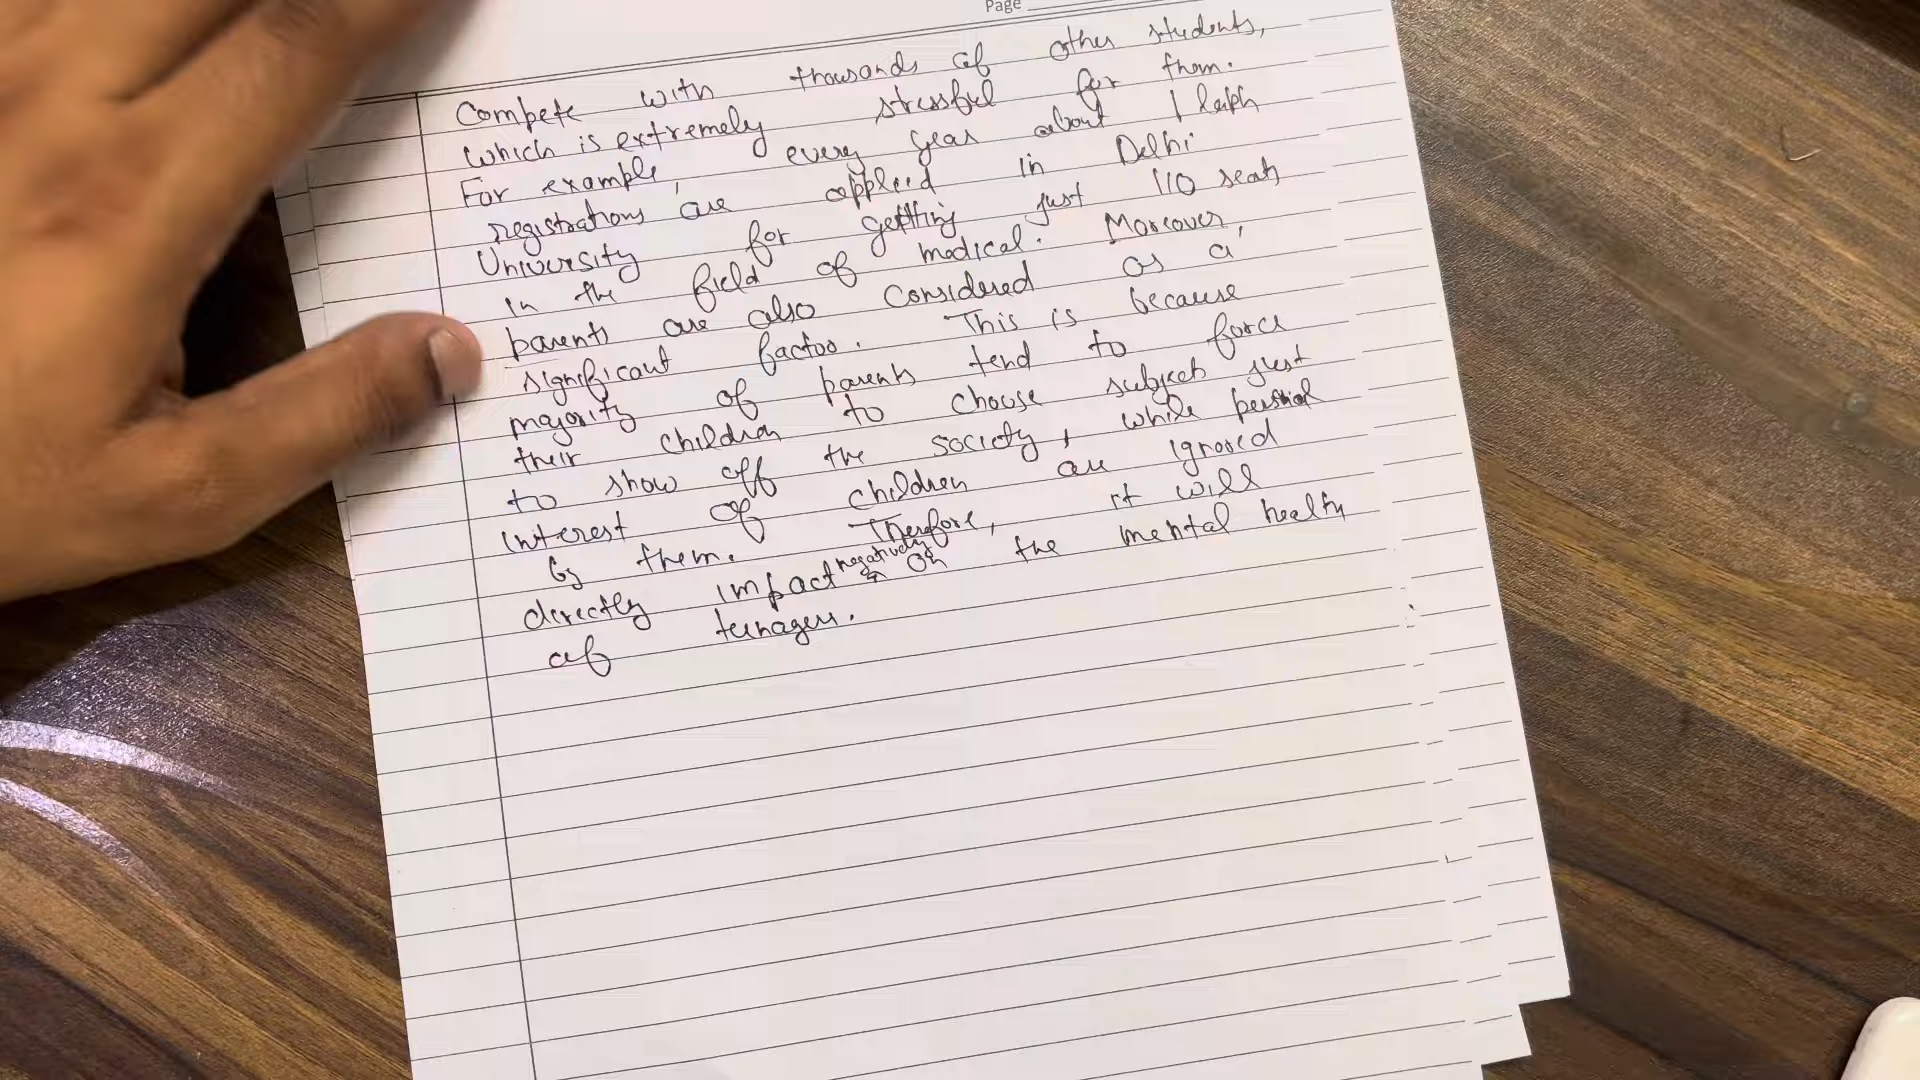 Page
Compete with thousands of other students,
which is extremely stressful for them.
For example, every year about 1 lakh
registrations are applied in Delhi
University for getting just 110 seats
in the field of medical. Moreover,
parents are also considered as a
significant factor. This is because
majority of parents tend to force
their children to choose subjects just
to show off the society, while personal
interest of children are ignored
by them. Therefore, it will
directly impact negatively on the mental health
of teenagers.